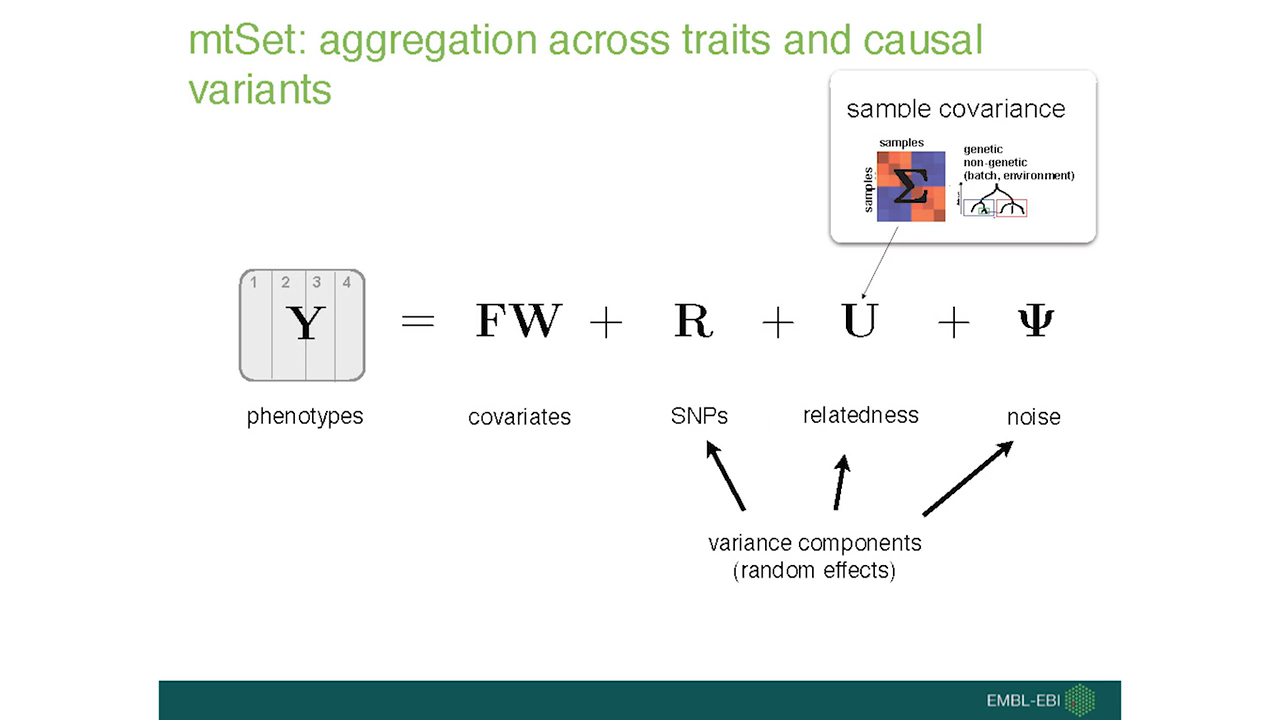 mtSet: aggregation across traits and causal
variants
sample covariance
samples
samples
Σ
genetic
non-genetic
(batch, environment)
1 2 3 4
Y = FW + R + U + Ψ
phenotypes covariates SNPs relatedness noise
variance components
(random effects)
EMBL-EBI